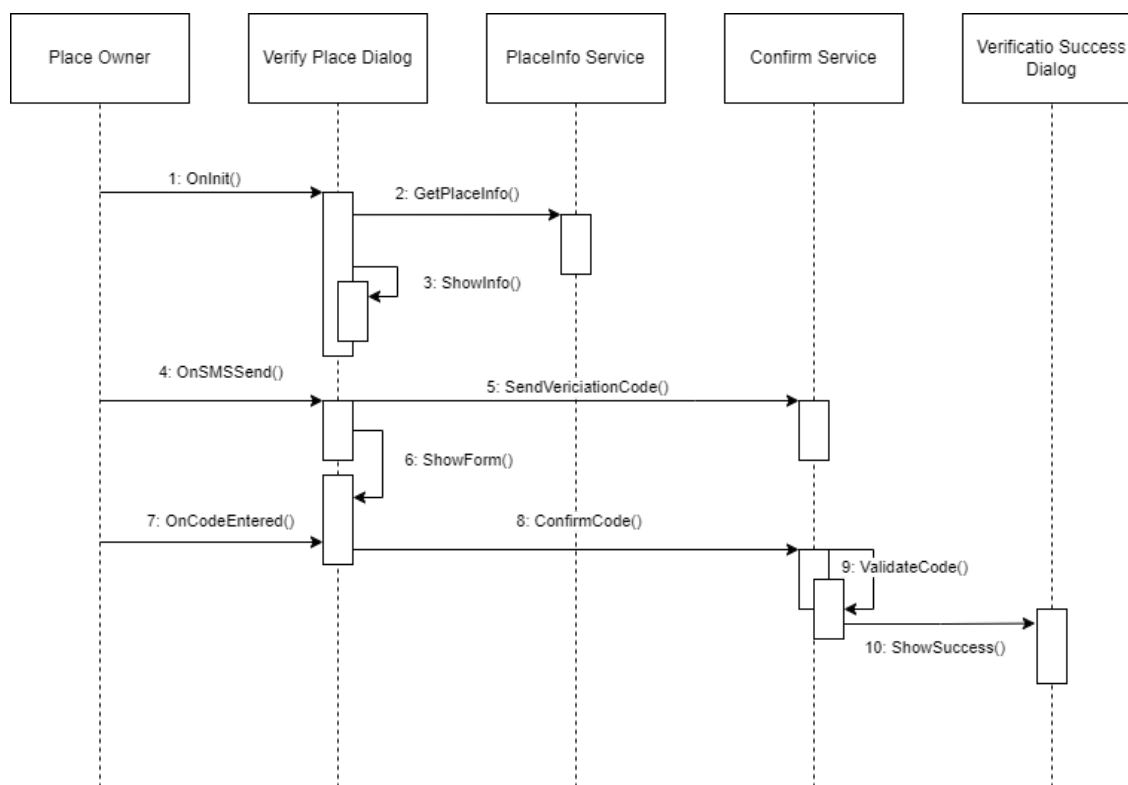 Place Owner
Verify Place Dialog
PlaceInfo Service
Confirm Service
Verificatio Success
Dialog
1: OnInit()
2: GetPlaceInfo()
3: ShowInfo()
4: OnSMSSend()
5: SendVericiationCode()
6: ShowForm()
7: OnCodeEntered()
8: ConfirmCode()
9: ValidateCode()
10: ShowSuccess()